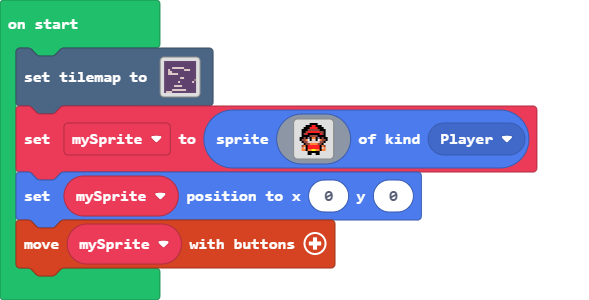 on start
set tilemap to
set mySprite to sprite of kind Player
set mySprite position to x 0 y 0
move mySprite with buttons